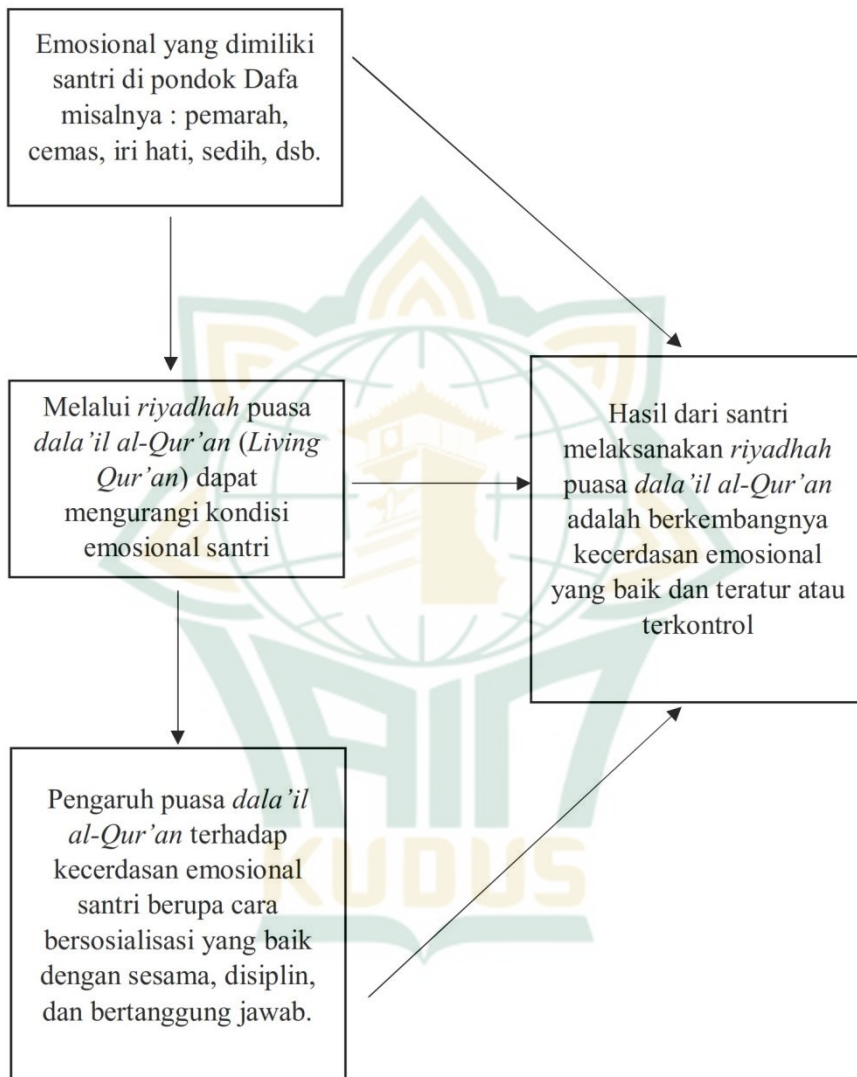 Emosional yang dimiliki
santri di pondok Dafa
misalnya : pemarah,
cemas, iri hati, sedih, dsb.
Melalui riyadhah puasa
dala’il al-Qur’an (Living
Qur’an) dapat
mengurangi kondisi
emosional santri
Hasil dari santri
melaksanakan riyadhah
puasa dala’il al-Qur’an
adalah berkembangnya
kecerdasan emosional
yang baik dan teratur atau
terkontrol
Pengaruh puasa dala’il
al-Qur’an terhadap
kecerdasan emosional
santri berupa cara
bersosialisasi yang baik
dengan sesama, disiplin,
dan bertanggung jawab.
IAIN
KUDUS